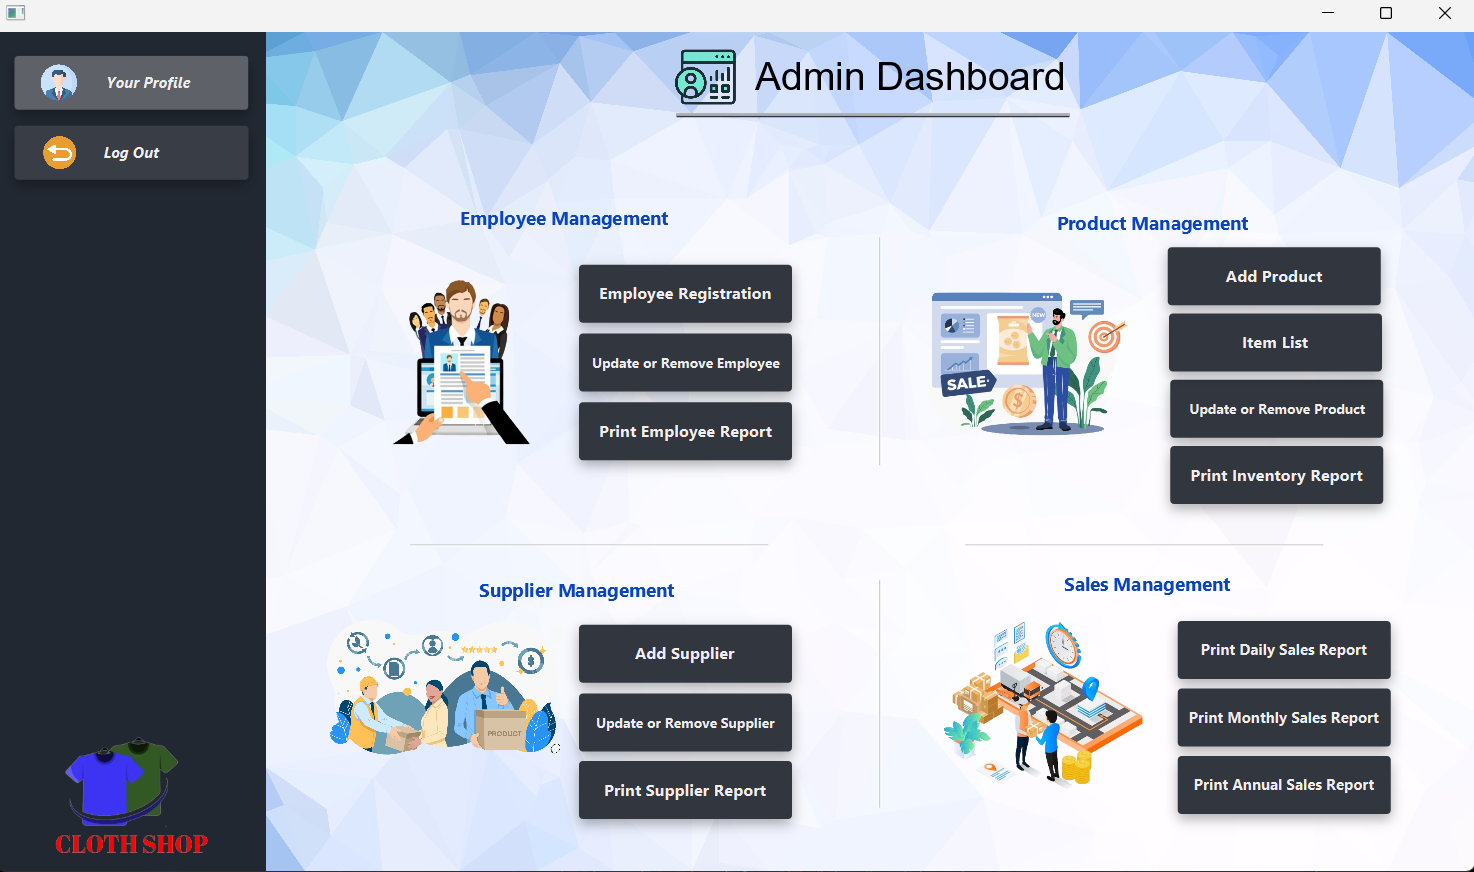 Your Profile
Log Out
CLOTH SHOP
Admin Dashboard
Employee Management
Employee Registration
Update or Remove Employee
Print Employee Report
Product Management
NEW
SALE
Add Product
Item List
Update or Remove Product
Print Inventory Report
Supplier Management
PRODUCT
Add Supplier
Update or Remove Supplier
Print Supplier Report
Sales Management
Print Daily Sales Report
Print Monthly Sales Report
Print Annual Sales Report